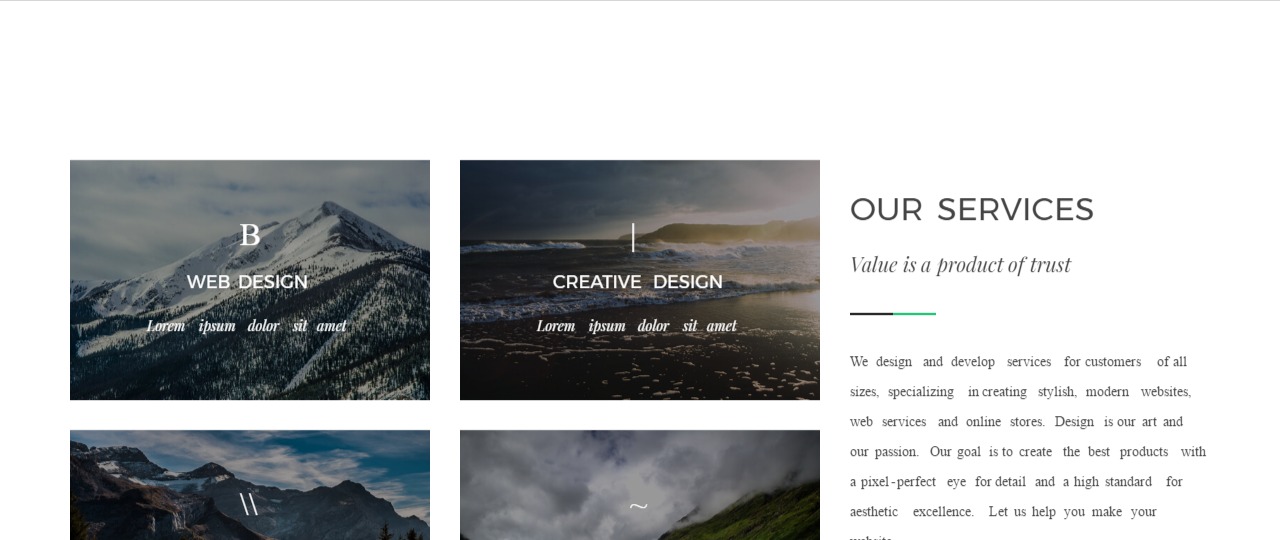 B
WEB DESIGN
Lorem ipsum dolor sit amet
|
CREATIVE DESIGN
Lorem ipsum dolor sit amet
\\
~
OUR SERVICES
Value is a product of trust
We design and develop services for customers of all
sizes, specializing in creating stylish, modern websites,
web services and online stores. Design is our art and
our passion. Our goal is to create the best products with
a pixel-perfect eye for detail and a high standard for
aesthetic excellence. Let us help you make your
website